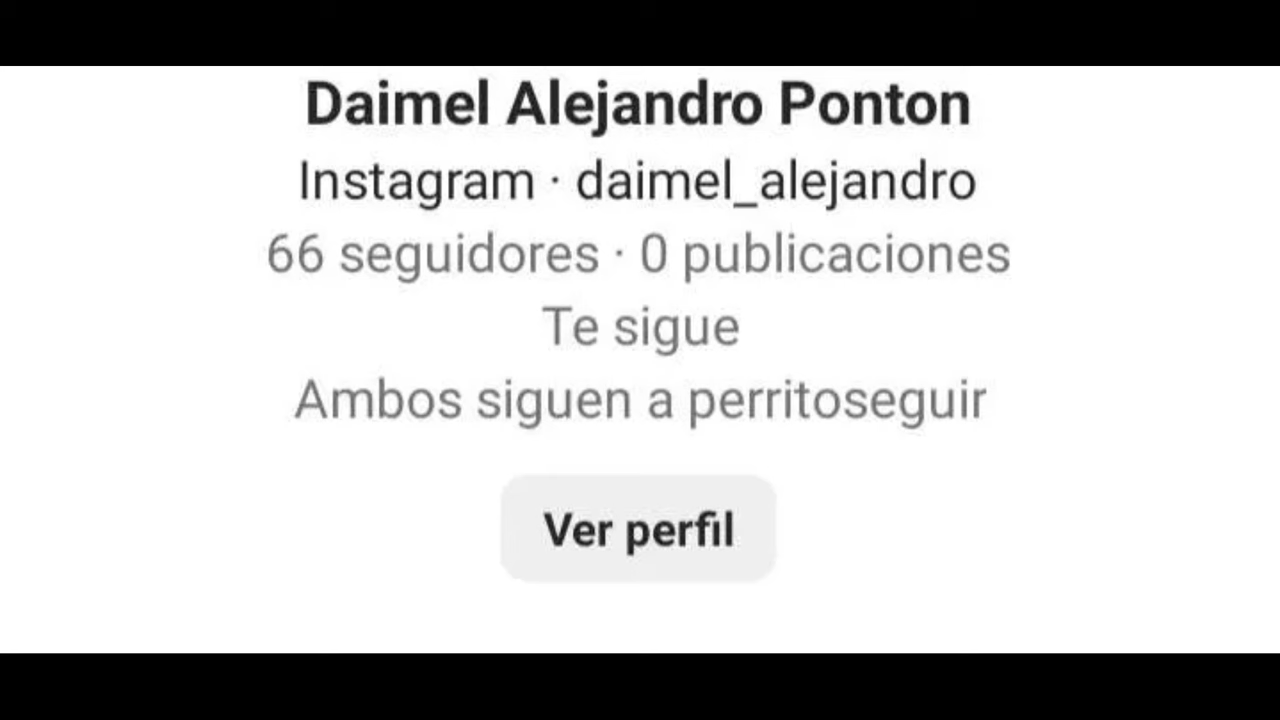 Daimel Alejandro Ponton
Instagram · daimel_alejandro
66 seguidores · 0 publicaciones
Te sigue
Ambos siguen a perritoseguir
Ver perfil